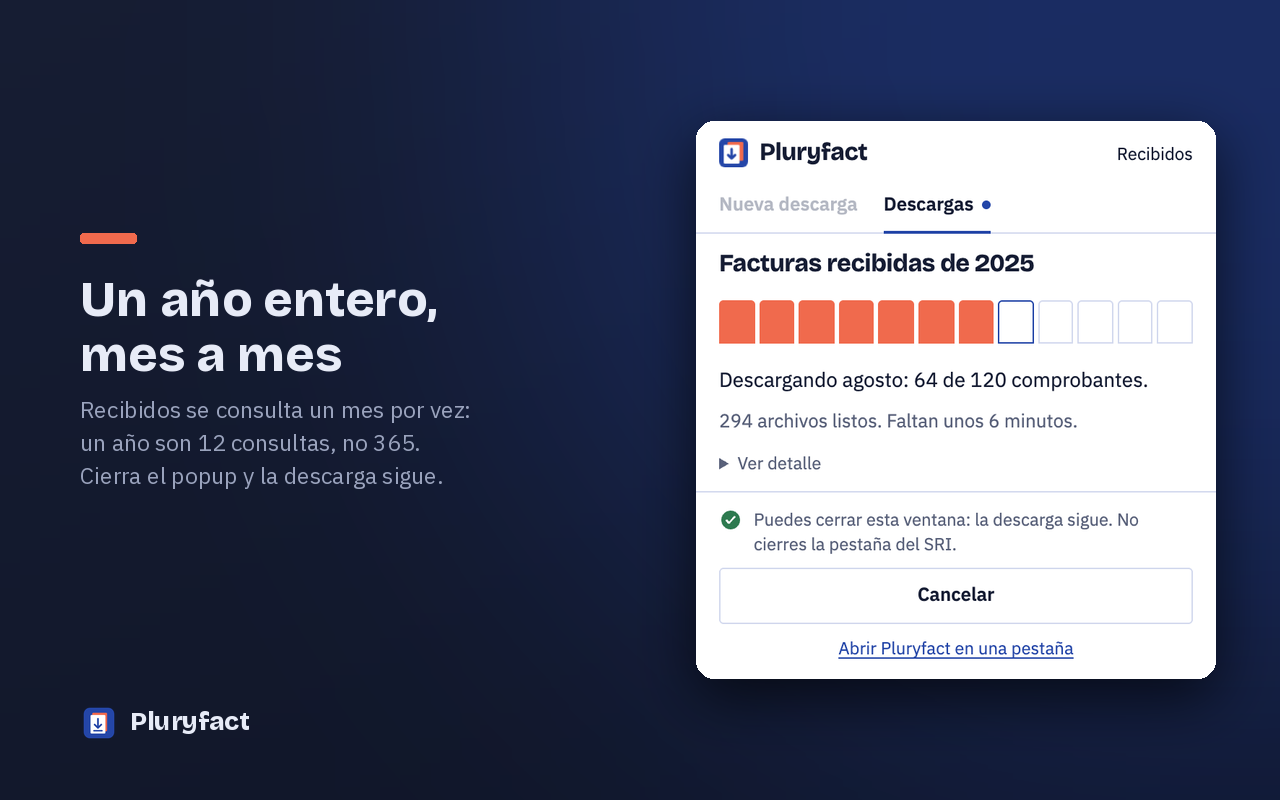 Un año entero,
mes a mes
Recibidos se consulta un mes por vez:
un año son 12 consultas, no 365.
Cierra el popup y la descarga sigue.
Pluryfact
Pluryfact
Recibidos
Nueva descarga
Descargas
Facturas recibidas de 2025
Descargando agosto: 64 de 120 comprobantes.
294 archivos listos. Faltan unos 6 minutos.
Ver detalle
Puedes cerrar esta ventana: la descarga sigue. No
cierres la pestaña del SRI.
Cancelar
Abrir Pluryfact en una pestaña